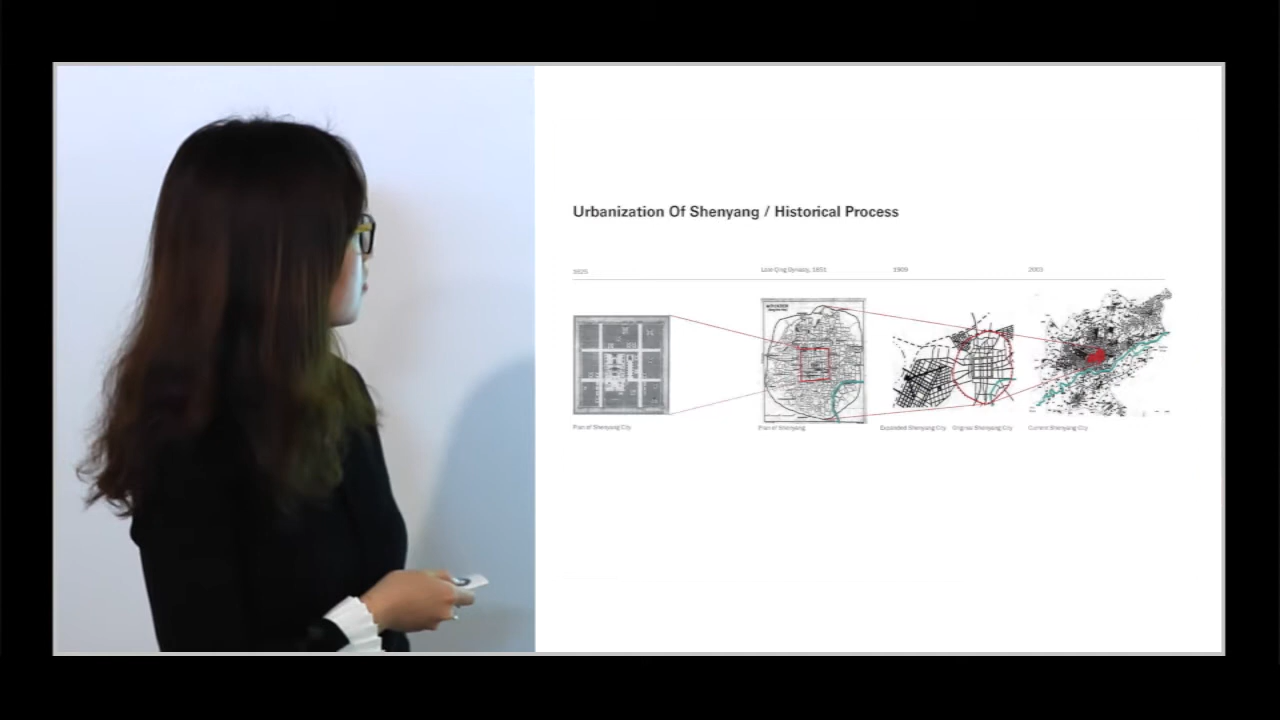 Urbanization Of Shenyang / Historical Process
1625
Late Qing Dynasty, 1851
1909
2003
Plan of Shenyang City
Plan of Shenyang
Expanded Shenyang City
Original Shenyang City
Current Shenyang City